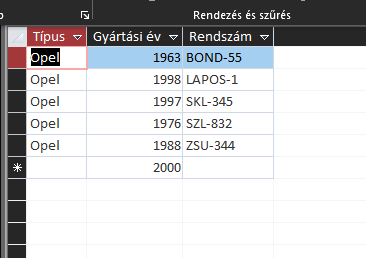 Rendezés és szűrés
Típus Gyártási év Rendszám
Opel 1963 BOND-55
Opel 1998 LAPOS-1
Opel 1997 SKL-345
Opel 1976 SZL-832
Opel 1988 ZSU-344
* 2000